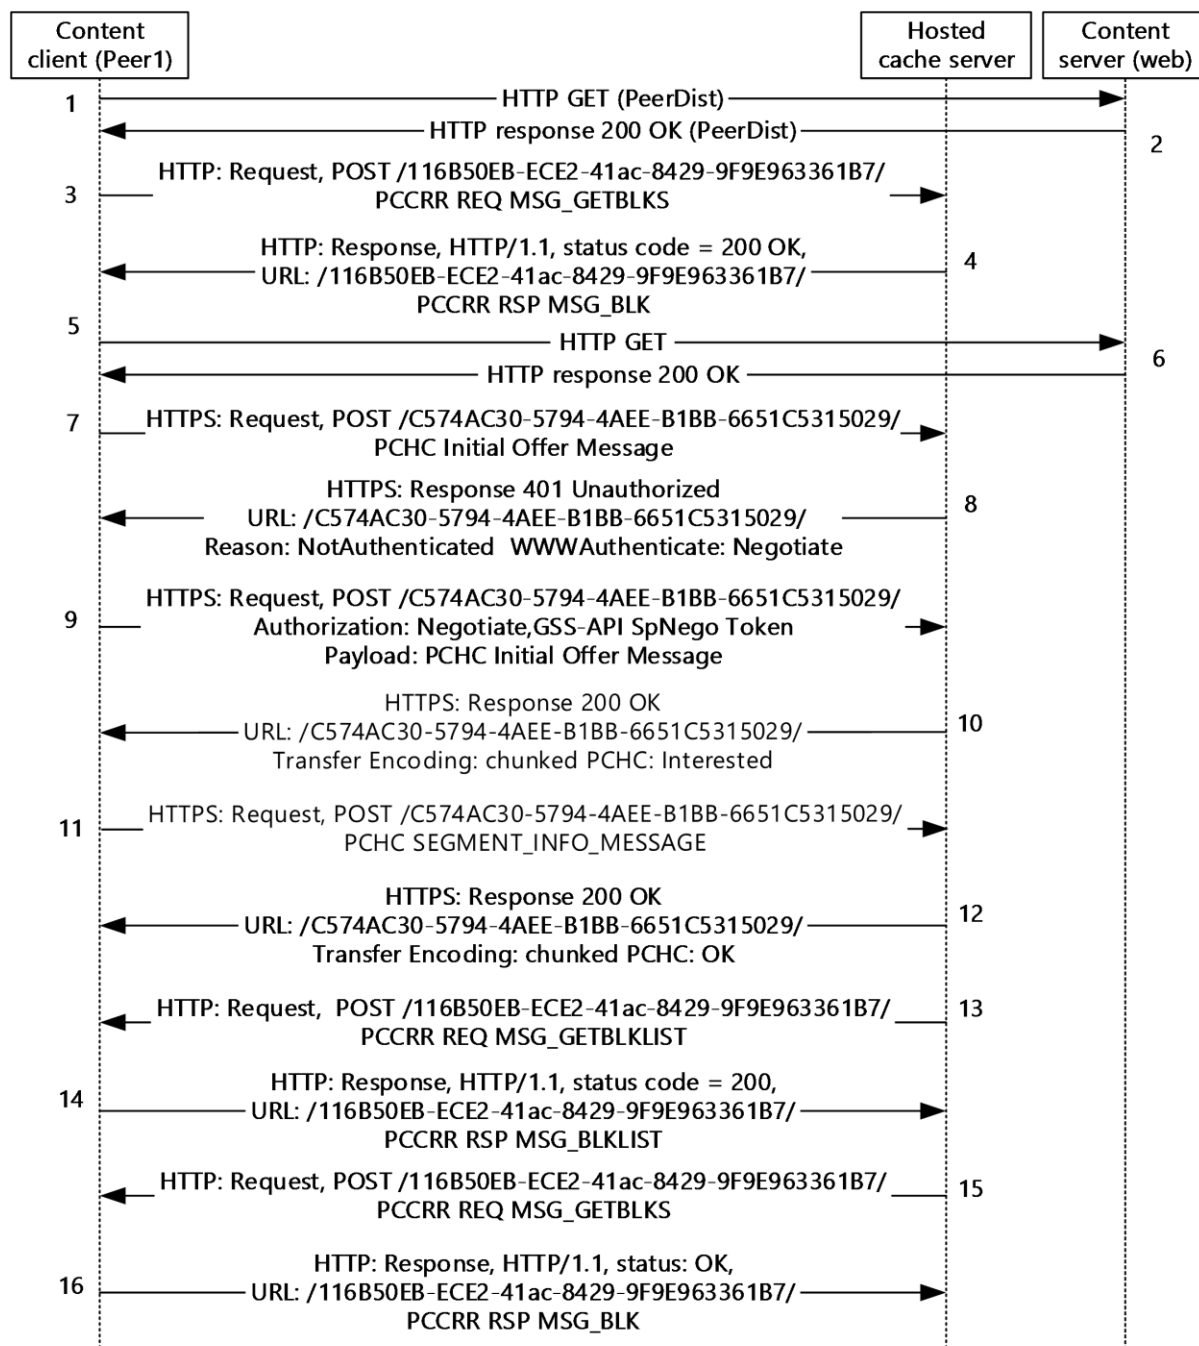 Content
client (Peer1)
Hosted
cache server
Content
server (web)
1
HTTP GET (PeerDist)
HTTP response 200 OK (PeerDist)
2
HTTP: Request, POST /116B50EB-ECE2-41ac-8429-9F9E963361B7/
3
PCCRR REQ MSG_GETBLKS
HTTP: Response, HTTP/1.1, status code = 200 OK,
4
URL: /116B50EB-ECE2-41ac-8429-9F9E963361B7/
PCCRR RSP MSG_BLK
5
HTTP GET
6
HTTP response 200 OK
7
HTTPS: Request, POST /C574AC30-5794-4AEE-B1BB-6651C5315029/
PCHC Initial Offer Message
HTTPS: Response 401 Unauthorized
8
URL: /C574AC30-5794-4AEE-B1BB-6651C5315029/
Reason: NotAuthenticated WWWAuthenticate: Negotiate
HTTPS: Request, POST /C574AC30-5794-4AEE-B1BB-6651C5315029/
9
Authorization: Negotiate,GSS-API SpNego Token
Payload: PCHC Initial Offer Message
HTTPS: Response 200 OK
10
URL: /C574AC30-5794-4AEE-B1BB-6651C5315029/
Transfer Encoding: chunked PCHC: Interested
HTTPS: Request, POST /C574AC30-5794-4AEE-B1BB-6651C5315029/
11
PCHC SEGMENT_INFO_MESSAGE
HTTPS: Response 200 OK
12
URL: /C574AC30-5794-4AEE-B1BB-6651C5315029/
Transfer Encoding: chunked PCHC: OK
HTTP: Request, POST /116B50EB-ECE2-41ac-8429-9F9E963361B7/
13
PCCRR REQ MSG_GETBLKLIST
HTTP: Response, HTTP/1.1, status code = 200,
14
URL: /116B50EB-ECE2-41ac-8429-9F9E963361B7/
PCCRR RSP MSG_BLKLIST
HTTP: Request, POST /116B50EB-ECE2-41ac-8429-9F9E963361B7/
15
PCCRR REQ MSG_GETBLKS
HTTP: Response, HTTP/1.1, status: OK,
16
URL: /116B50EB-ECE2-41ac-8429-9F9E963361B7/
PCCRR RSP MSG_BLK